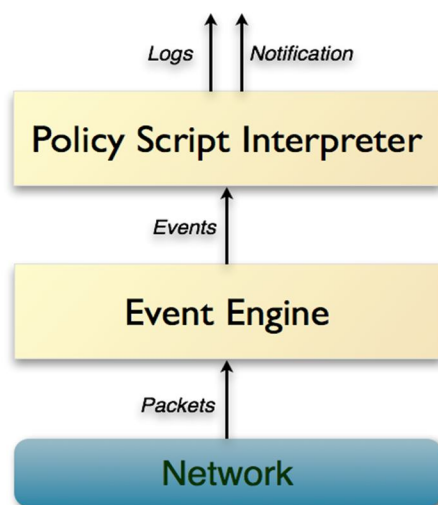 Logs Notification
Policy Script Interpreter
Events
Event Engine
Packets
Network